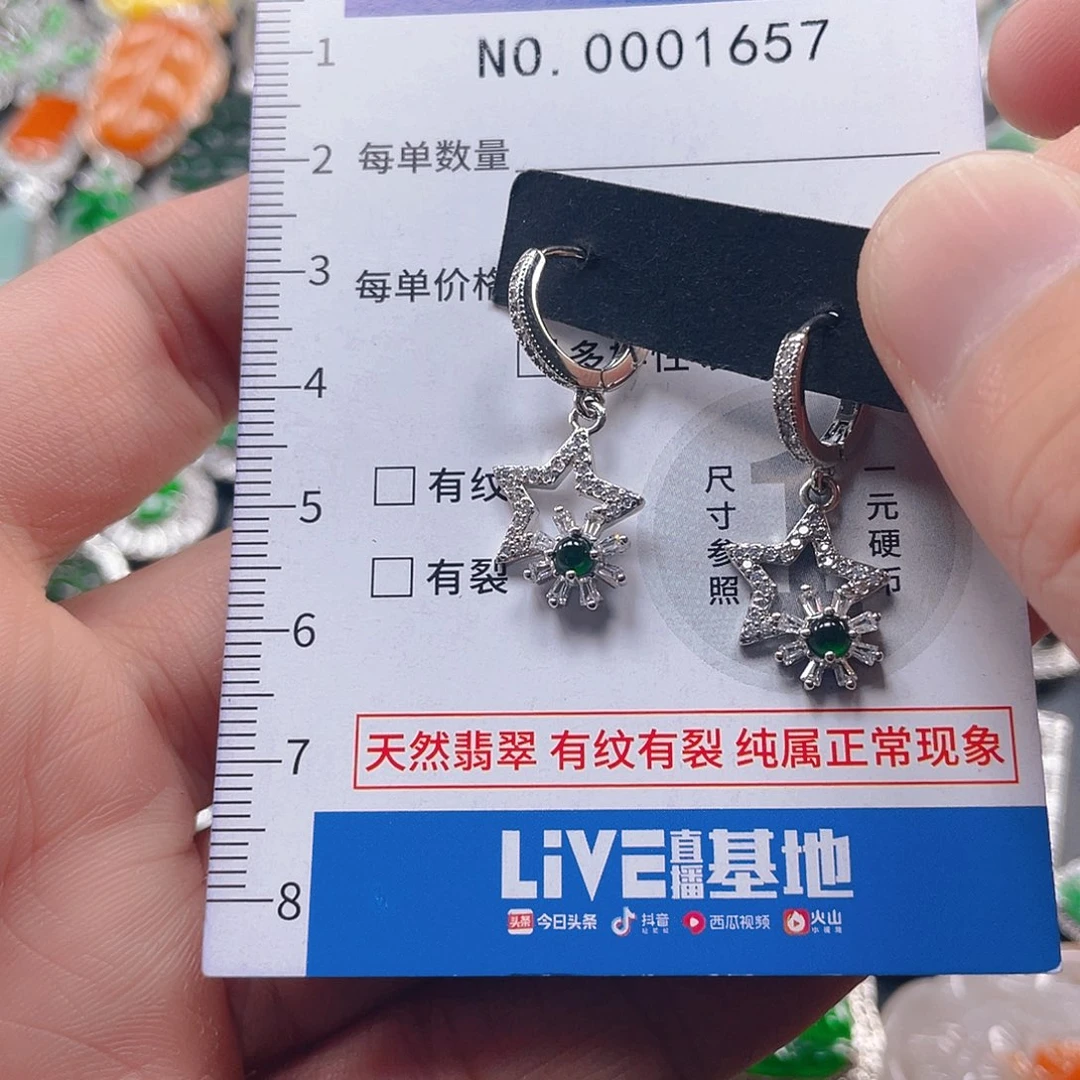 1
NO. 0001657
2
每单数量
3
每单价格
4
5
有纹
尺寸参照
一元硬币
1
有裂
6
天然翡翠 有纹有裂 纯属正常现象
7
LiVE直播基地
8
头条 今日头条 抖音 西瓜视频 火山